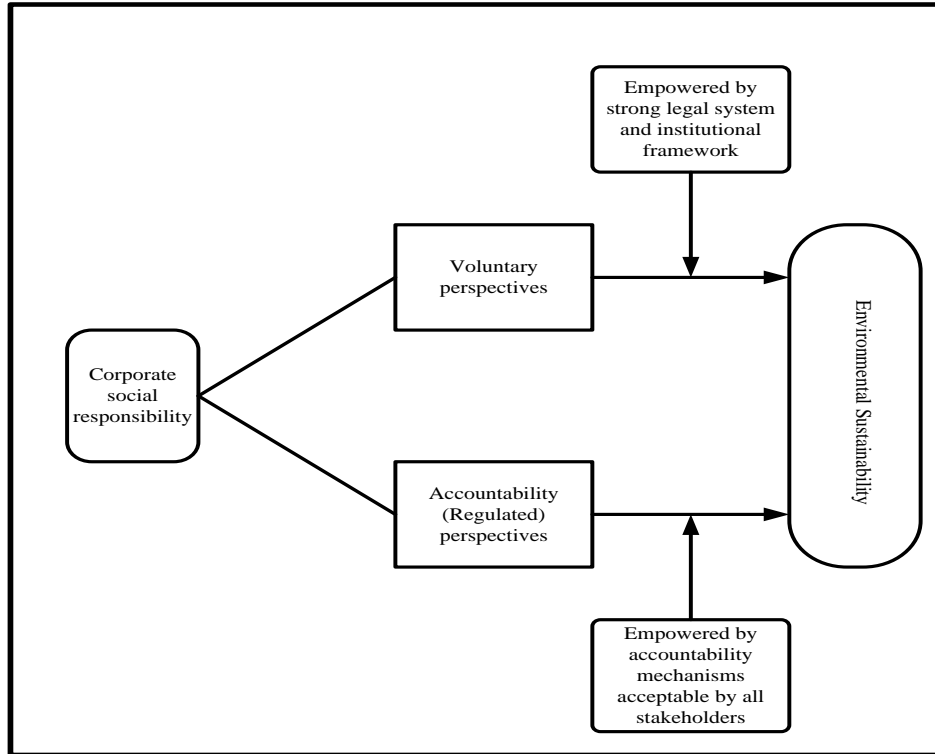 Empowered by
strong legal system
and institutional
framework
Voluntary
perspectives
Environmental Sustainability
Corporate
social
responsibility
Accountability
(Regulated)
perspectives
Empowered by
accountability
mechanisms
acceptable by all
stakeholders